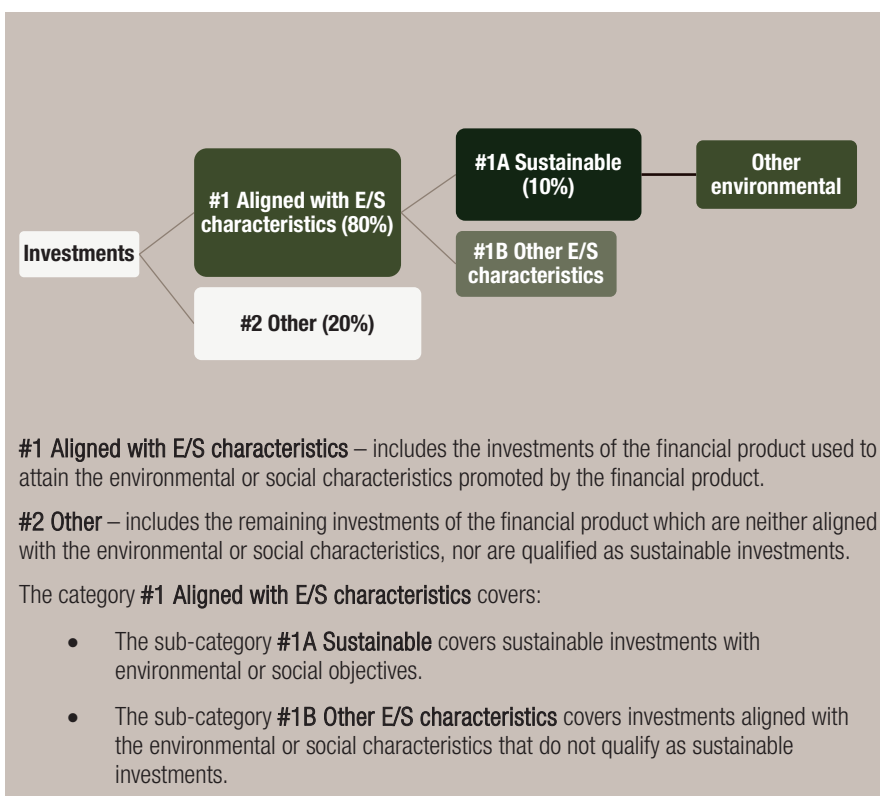 #1A Sustainable
(10%)
Other
environmental
#1 Aligned with E/S
characteristics (80%)
Investments
#1B Other E/S
characteristics
#2 Other (20%)
#1 Aligned with E/S characteristics – includes the investments of the financial product used to
attain the environmental or social characteristics promoted by the financial product.
#2 Other – includes the remaining investments of the financial product which are neither aligned
with the environmental or social characteristics, nor are qualified as sustainable investments.
The category #1 Aligned with E/S characteristics covers:
• The sub-category #1A Sustainable covers sustainable investments with
environmental or social objectives.
• The sub-category #1B Other E/S characteristics covers investments aligned with
the environmental or social characteristics that do not qualify as sustainable
investments.